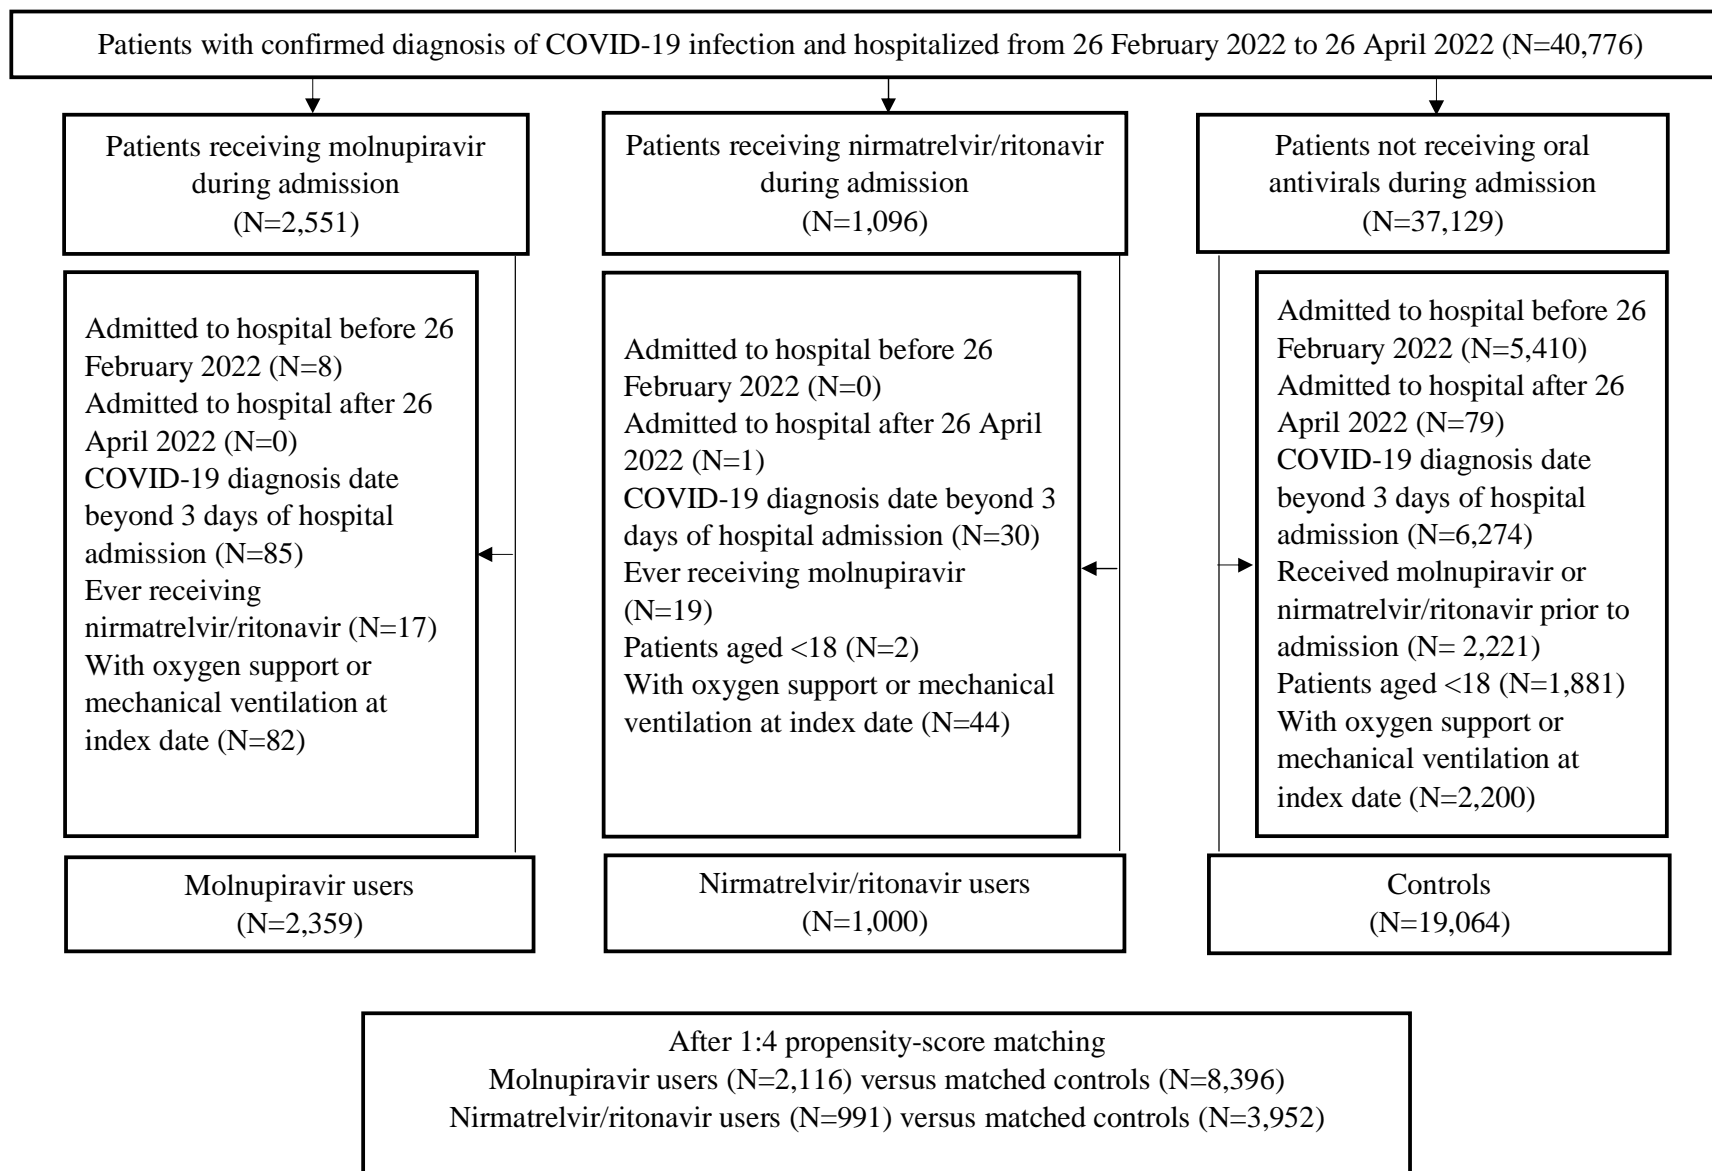 Patients with confirmed diagnosis of COVID-19 infection and hospitalized from 26 February 2022 to 26 April 2022 (N=40,776)
Patients receiving molnupiravir
during admission
(N=2,551)
Patients receiving nirmatrelvir/ritonavir
during admission
(N=1,096)
Patients not receiving oral
antivirals during admission
(N=37,129)
Admitted to hospital before 26
February 2022 (N=8)
Admitted to hospital after 26
April 2022 (N=0)
COVID-19 diagnosis date
beyond 3 days of hospital
admission (N=85)
Ever receiving
nirmatrelvir/ritonavir (N=17)
With oxygen support or
mechanical ventilation at
index date (N=82)
Admitted to hospital before 26
February 2022 (N=0)
Admitted to hospital after 26 April
2022 (N=1)
COVID-19 diagnosis date beyond 3
days of hospital admission (N=30)
Ever receiving molnupiravir
(N=19)
Patients aged <18 (N=2)
With oxygen support or mechanical
ventilation at index date (N=44)
Admitted to hospital before 26
February 2022 (N=5,410)
Admitted to hospital after 26
April 2022 (N=79)
COVID-19 diagnosis date
beyond 3 days of hospital
admission (N=6,274)
Received molnupiravir or
nirmatrelvir/ritonavir prior to
admission (N= 2,221)
Patients aged <18 (N=1,881)
With oxygen support or
mechanical ventilation at
index date (N=2,200)
Molnupiravir users
(N=2,359)
Nirmatrelvir/ritonavir users
(N=1,000)
Controls
(N=19,064)
After 1:4 propensity-score matching
Molnupiravir users (N=2,116) versus matched controls (N=8,396)
Nirmatrelvir/ritonavir users (N=991) versus matched controls (N=3,952)